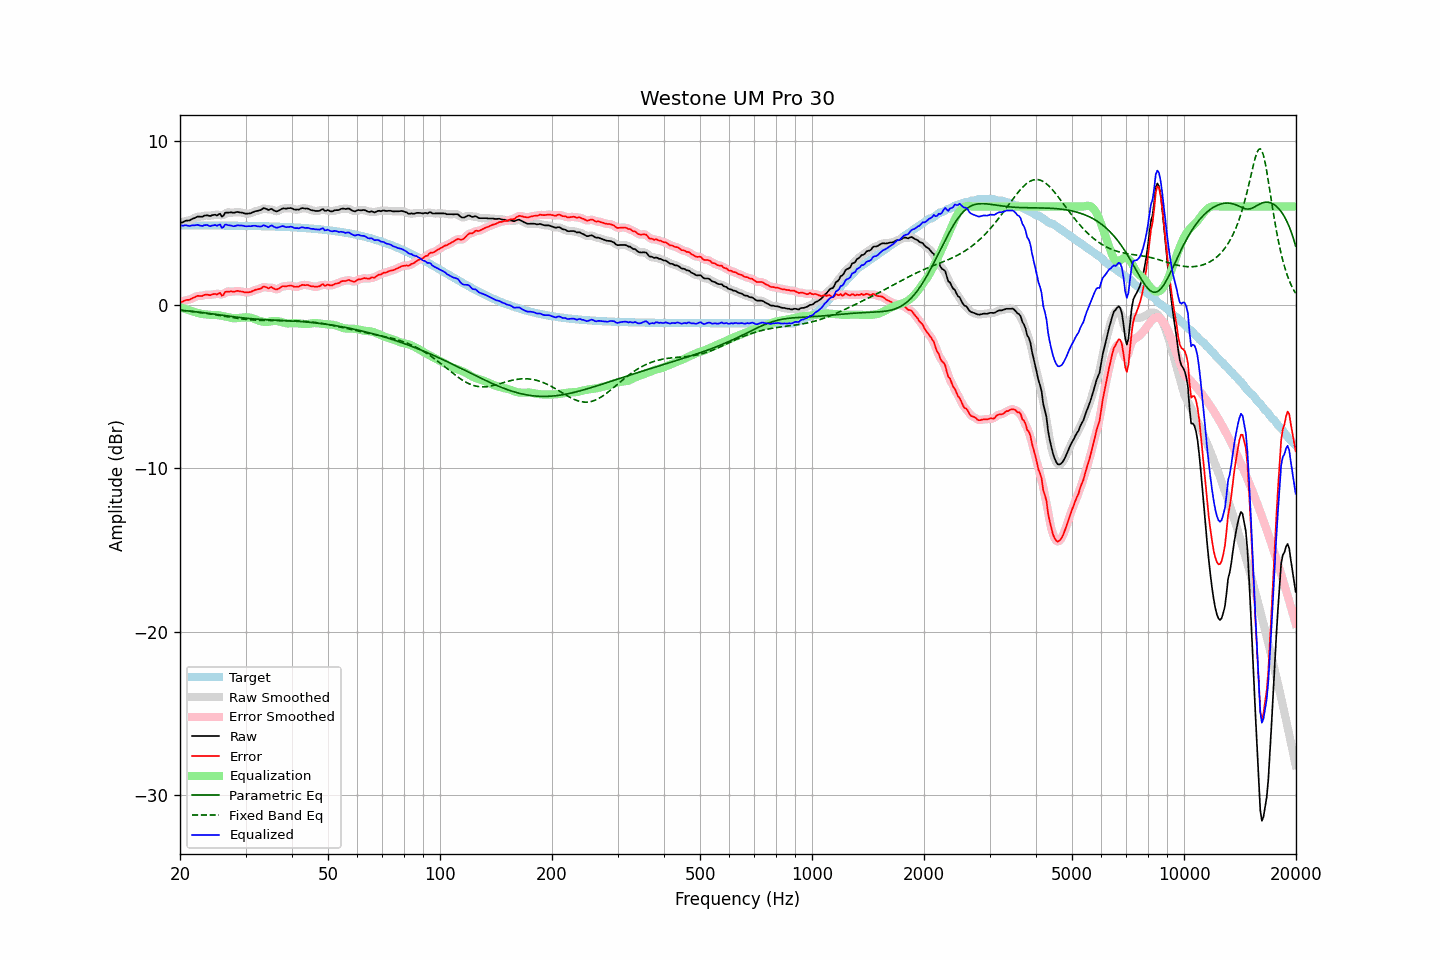 Westone UM Pro 30
Amplitude (dBr)
10
0
−10
−20
−30
Target
Raw Smoothed
Error Smoothed
Raw
Error
Equalization
Parametric Eq
Fixed Band Eq
Equalized
20 50 100 200 500 1000 2000 5000 10000 20000
Frequency (Hz)